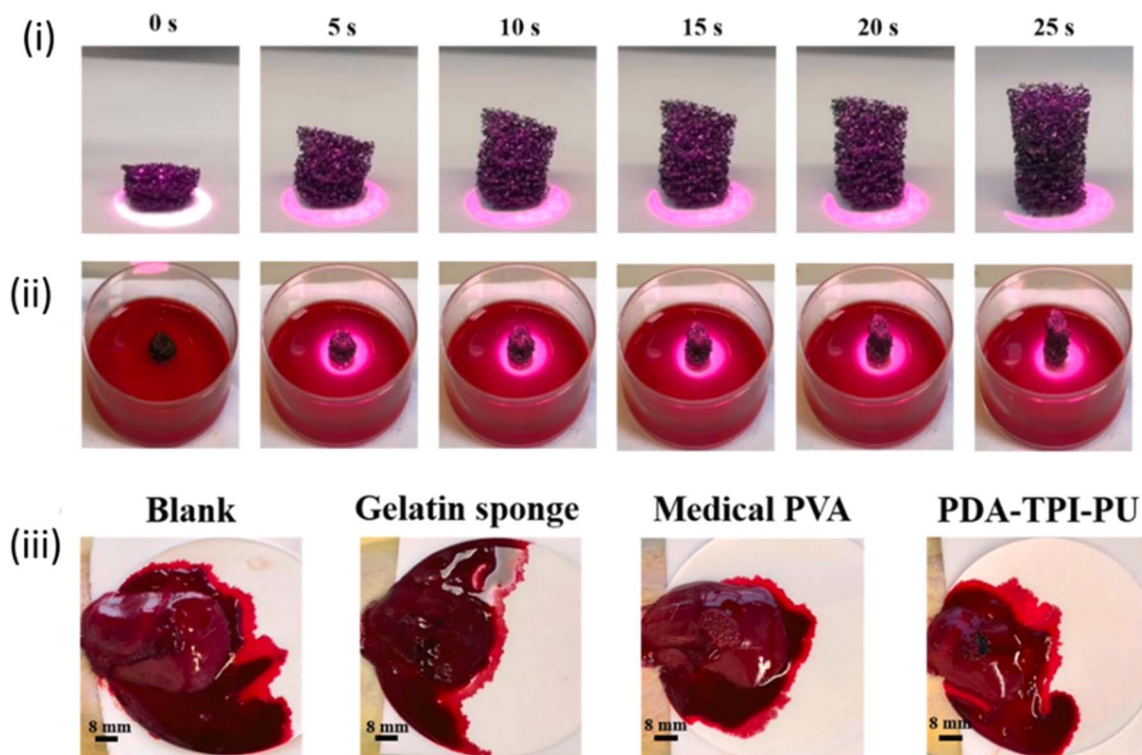 (i)
0 s 5 s 10 s 15 s 20 s 25 s
(ii)
(iii)
Blank Gelatin sponge Medical PVA PDA-TPI-PU
8 mm 8 mm 8 mm 8 mm